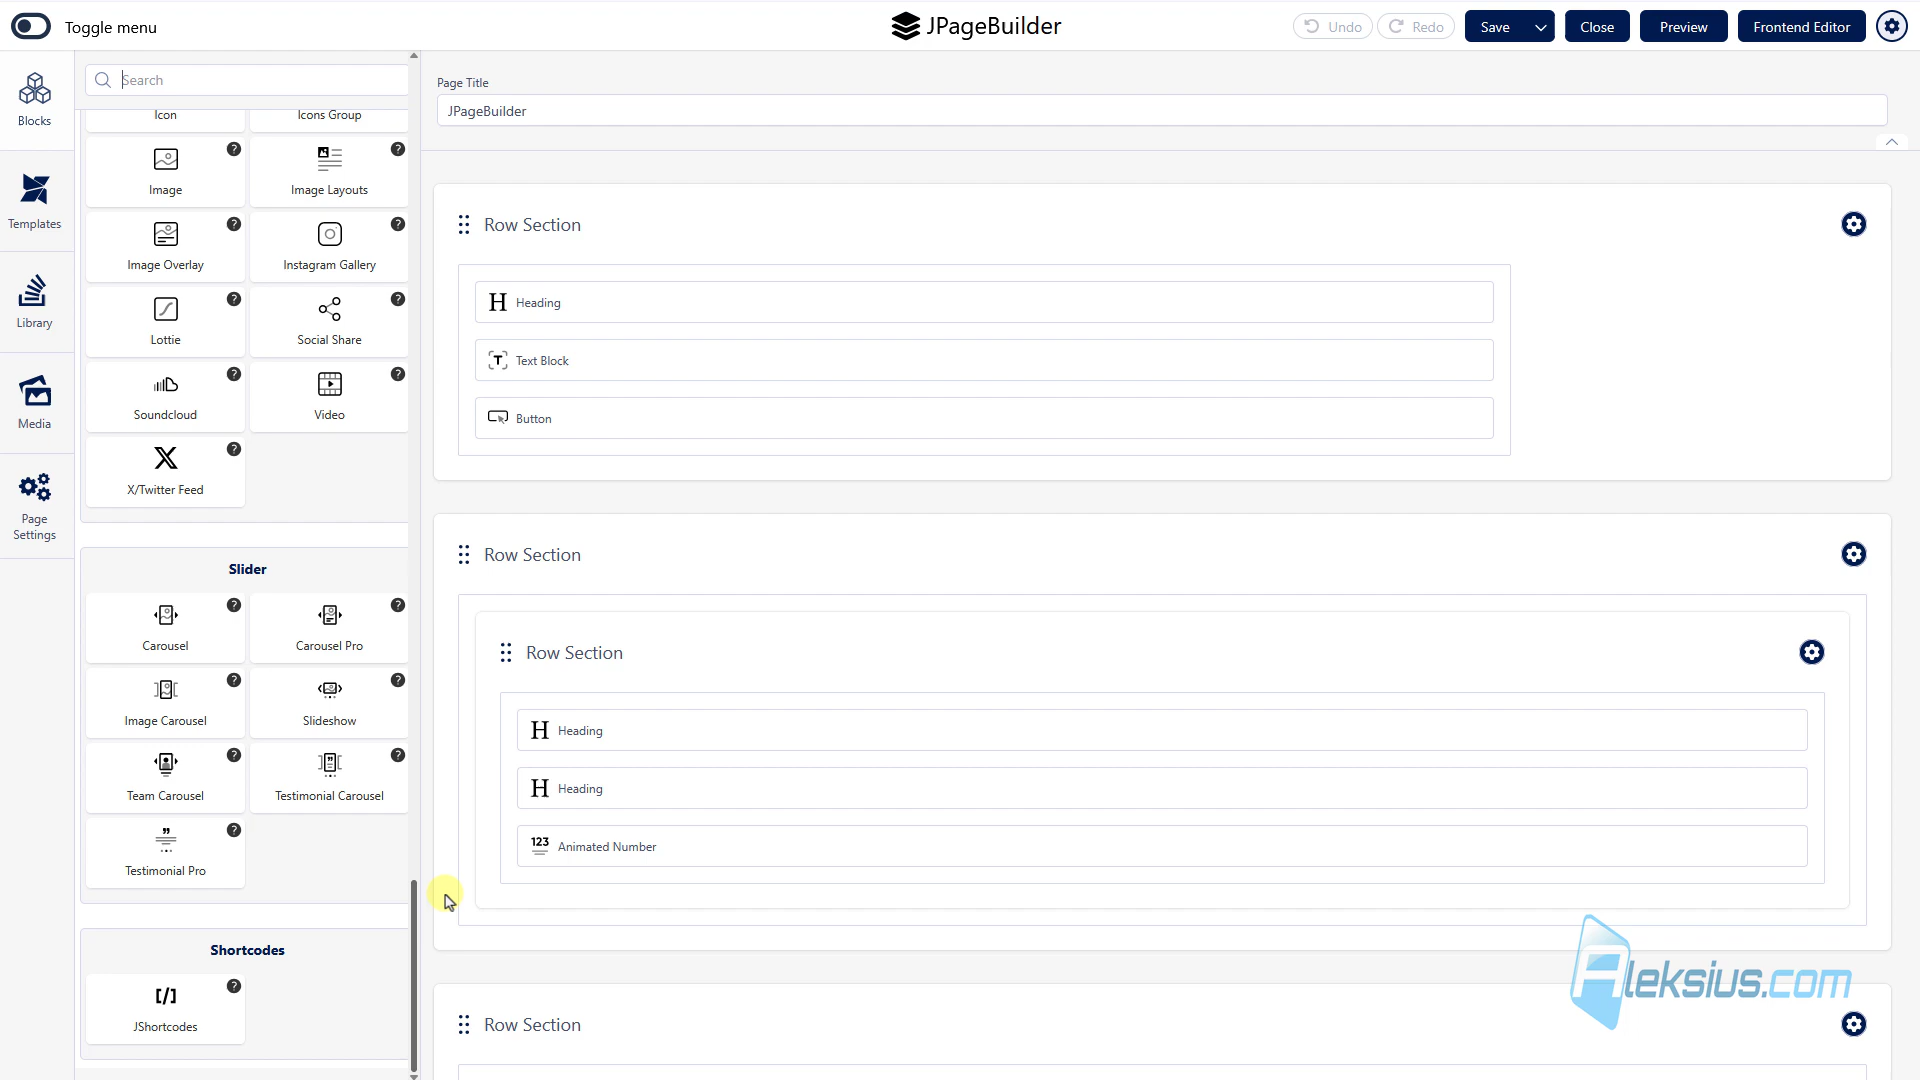 Toggle menu
JPageBuilder
Undo
Redo
Save
Close
Preview
Frontend Editor
Blocks
Templates
Library
Media
Page
Settings
Search
Icon
Icons Group
Image
?
Image Layouts
?
Image Overlay
?
Instagram Gallery
?
Lottie
?
Social Share
?
Soundcloud
?
Video
?
X/Twitter Feed
?
Slider
Carousel
?
Carousel Pro
?
Image Carousel
?
Slideshow
?
Team Carousel
?
Testimonial Carousel
?
Testimonial Pro
?
Shortcodes
[/]
?
JShortcodes
Page Title
JPageBuilder
Row Section
H Heading
T Text Block
Button
Row Section
Row Section
H Heading
H Heading
123 Animated Number
Row Section
Aleksius.com